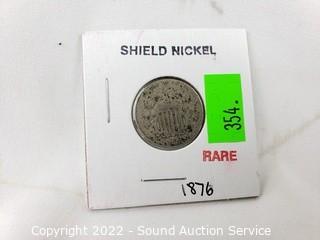 SHIELD NICKEL
354.
RARE
1876
Copyright 2022 - Sound Auction Service